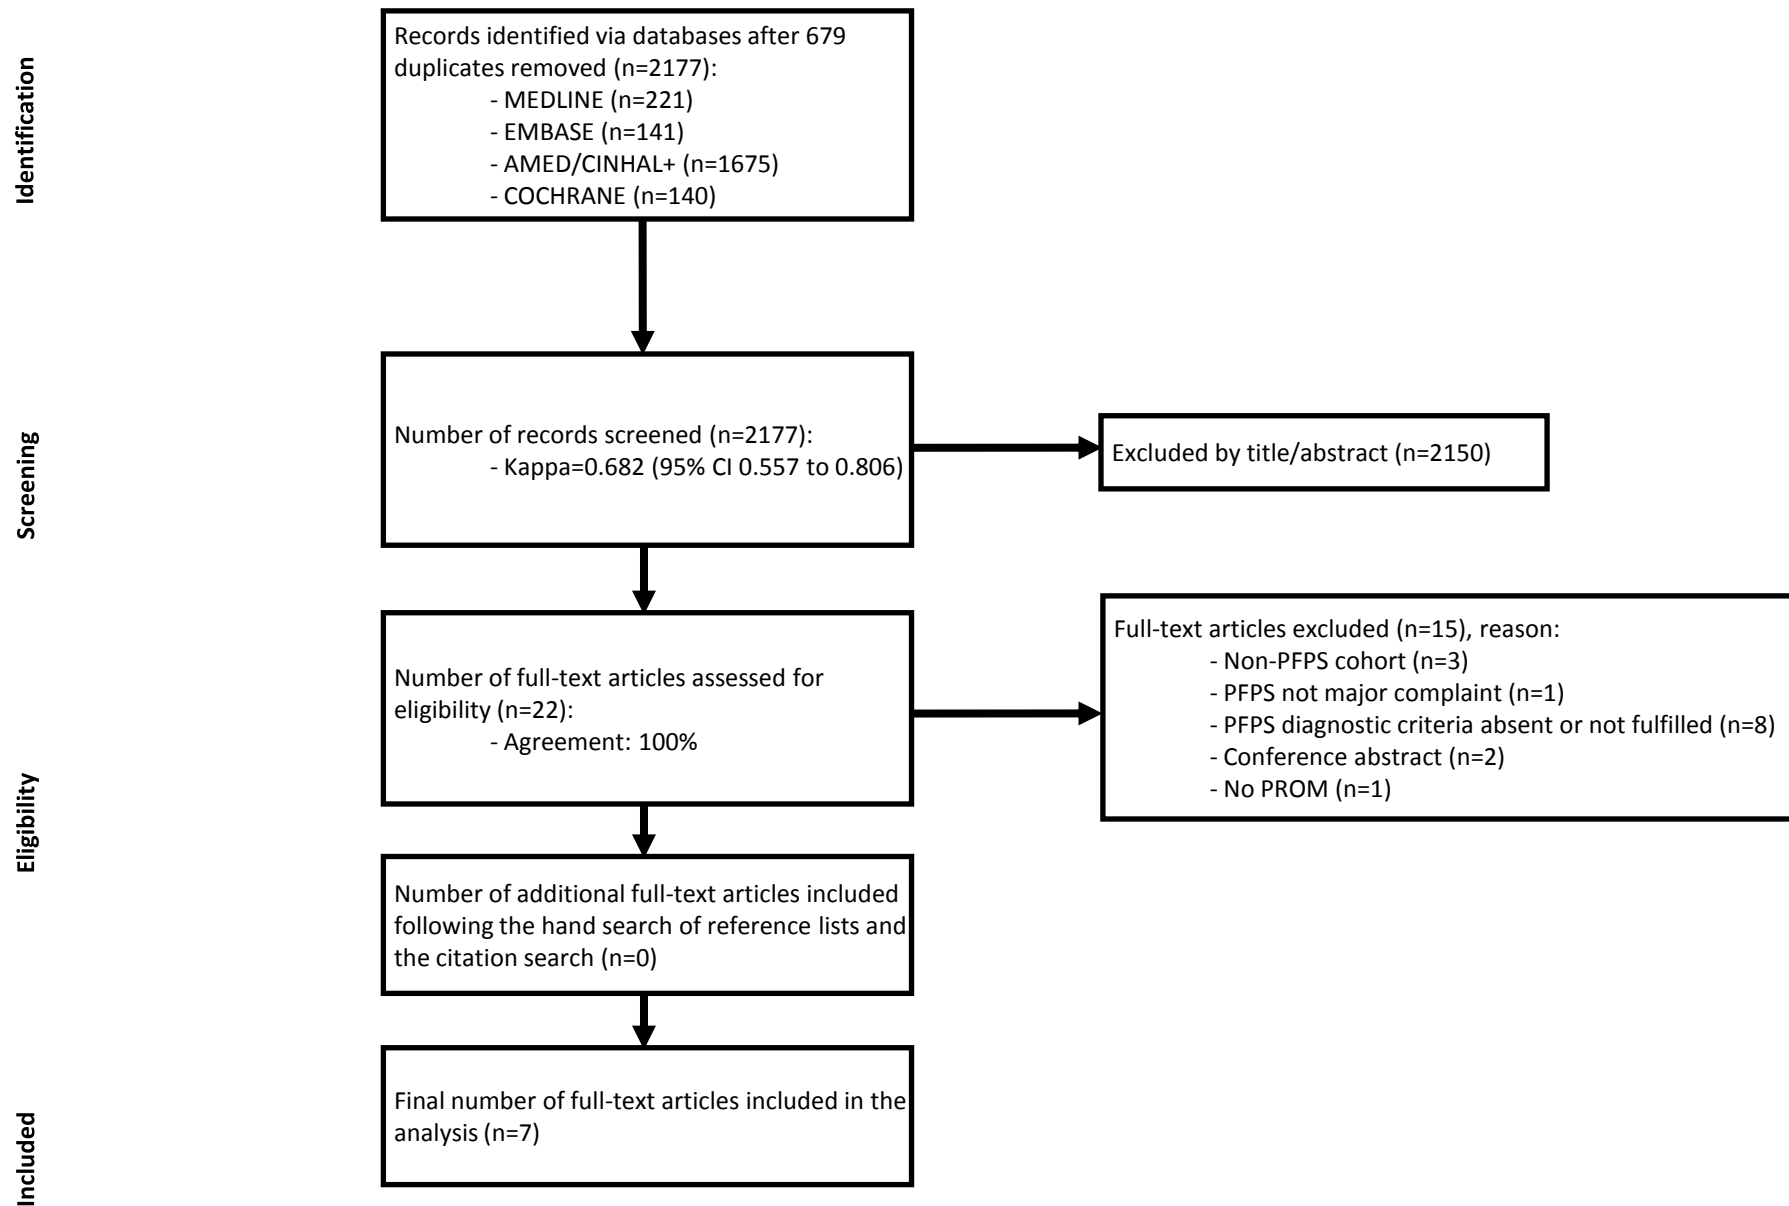 Identification
Records identified via databases after 679
duplicates removed (n=2177):
- MEDLINE (n=221)
- EMBASE (n=141)
- AMED/CINHAL+ (n=1675)
- COCHRANE (n=140)
Screening
Number of records screened (n=2177):
- Kappa=0.682 (95% CI 0.557 to 0.806)
Excluded by title/abstract (n=2150)
Eligibility
Number of full-text articles assessed for
eligibility (n=22):
- Agreement: 100%
Full-text articles excluded (n=15), reason:
- Non-PFPS cohort (n=3)
- PFPS not major complaint (n=1)
- PFPS diagnostic criteria absent or not fulfilled (n=8)
- Conference abstract (n=2)
- No PROM (n=1)
Number of additional full-text articles included
following the hand search of reference lists and
the citation search (n=0)
Included
Final number of full-text articles included in the
analysis (n=7)